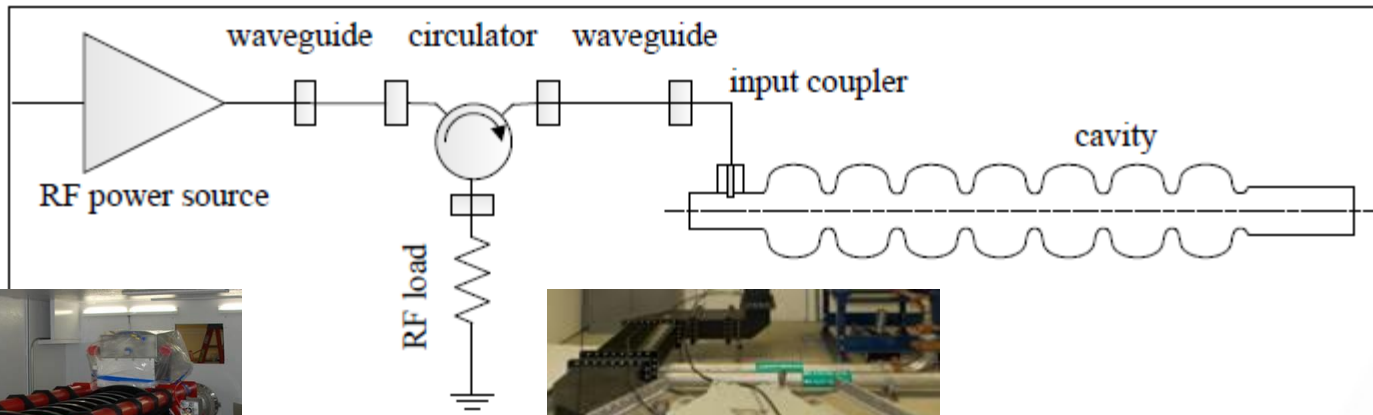 waveguide circulator waveguide
input coupler
cavity
RF power source
RF load